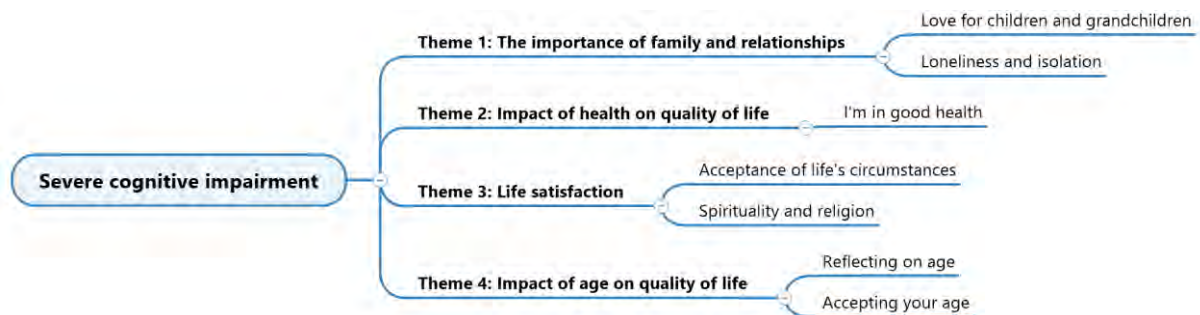 Severe cognitive impairment
Theme 1: The importance of family and relationships
Love for children and grandchildren
Loneliness and isolation
Theme 2: Impact of health on quality of life
I'm in good health
Theme 3: Life satisfaction
Acceptance of life's circumstances
Spirituality and religion
Theme 4: Impact of age on quality of life
Reflecting on age
Accepting your age